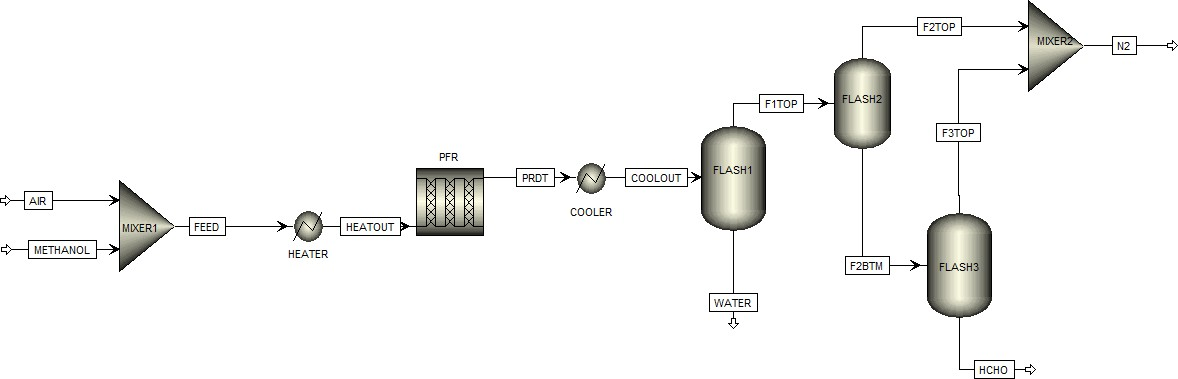 AIR
METHANOL
MIXER1
FEED
HEATER
HEATOUT
PFR
PRDT
COOLER
COOLOUT
FLASH1
WATER
F1TOP
FLASH2
F2TOP
F2BTM
FLASH3
F3TOP
HCHO
MIXER2
N2